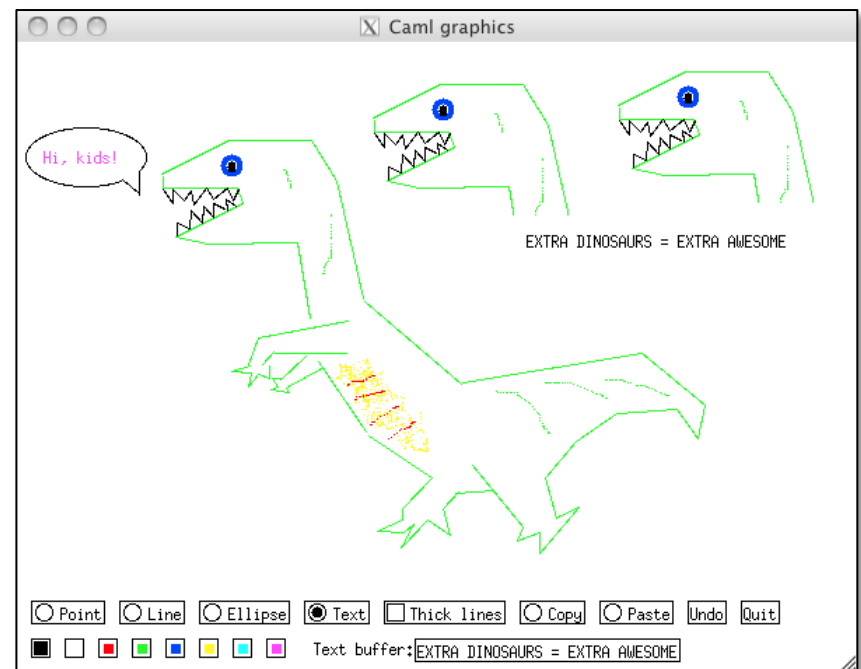 Caml graphics
Hi, kids!
EXTRA DINOSAURS = EXTRA AWESOME
Point Line Ellipse Text Thick lines Copy Paste Undo Quit
Text buffer: EXTRA DINOSAURS = EXTRA AWESOME